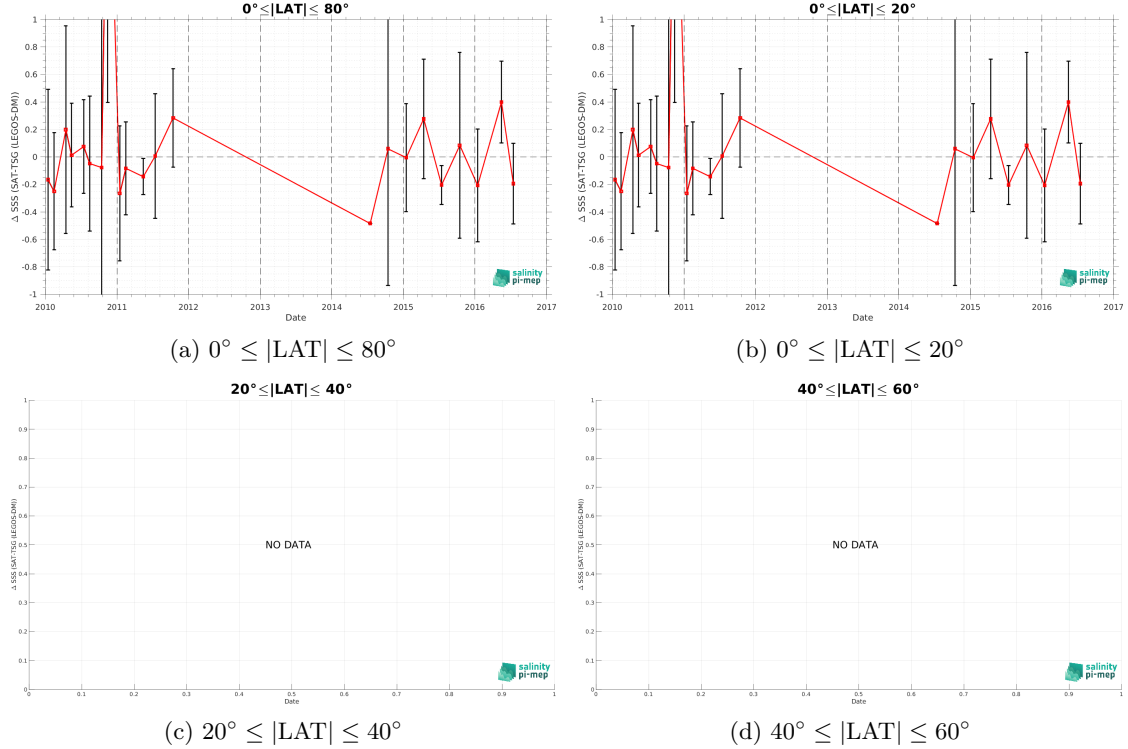 0°≤|LAT|≤ 80°
1
0.8
0.6
0.4
0.2
0
-0.2
-0.4
-0.6
-0.8
-1
Δ SSS (SAT-TSG (LEGOS-DM))
2010 2011 2012 2013 2014 2015 2016 2017
Date
salinity
pi-mep
(a) 0° ≤ |LAT| ≤ 80°
0°≤|LAT|≤ 20°
1
0.8
0.6
0.4
0.2
0
-0.2
-0.4
-0.6
-0.8
-1
Δ SSS (SAT-TSG (LEGOS-DM))
2010 2011 2012 2013 2014 2015 2016 2017
Date
salinity
pi-mep
(b) 0° ≤ |LAT| ≤ 20°
20°≤|LAT|≤ 40°
1
0.9
0.8
0.7
0.6
0.5
0.4
0.3
0.2
0.1
0
Δ SSS (SAT-TSG (LEGOS-DM))
NO DATA
0 0.1 0.2 0.3 0.4 0.5 0.6 0.7 0.8 0.9 1
Date
salinity
pi-mep
(c) 20° ≤ |LAT| ≤ 40°
40°≤|LAT|≤ 60°
1
0.9
0.8
0.7
0.6
0.5
0.4
0.3
0.2
0.1
0
Δ SSS (SAT-TSG (LEGOS-DM))
NO DATA
0 0.1 0.2 0.3 0.4 0.5 0.6 0.7 0.8 0.9 1
Date
salinity
pi-mep
(d) 40° ≤ |LAT| ≤ 60°